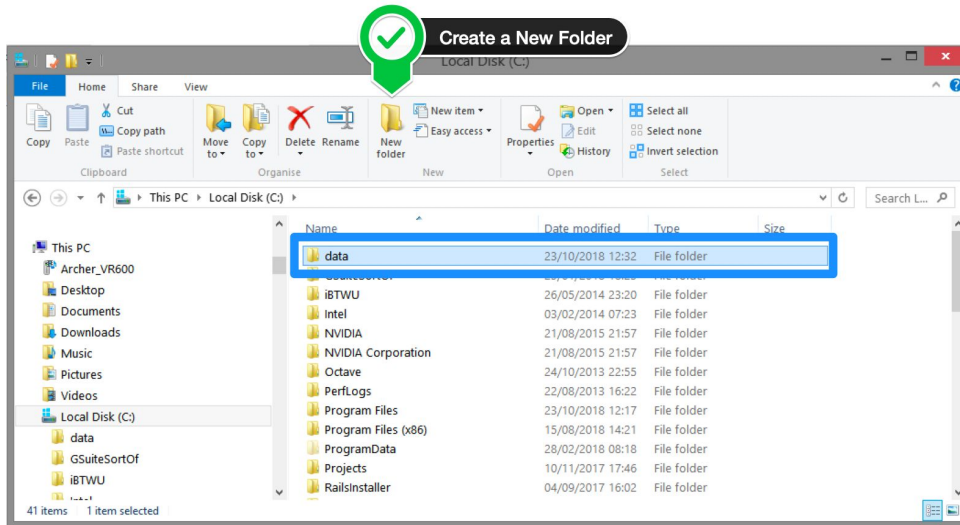 Create a New Folder
Local Disk (C:)
File Home Share View
Copy
Paste
Cut
Copy path
Paste shortcut
Clipboard
Move to
Copy to
Delete
Rename
Organise
New folder
New item
Easy access
New
Properties
Open
Edit
History
Open
Select all
Select none
Invert selection
Select
This PC Local Disk (C:)
Search L...
This PC
Archer_VR600
Desktop
Documents
Downloads
Music
Pictures
Videos
Local Disk (C:)
data
GSuiteSortOf
iBTWU
Name Date modified Type Size
data 23/10/2018 12:32 File folder
GSuiteSortOf
iBTWU 26/05/2014 23:20 File folder
Intel 03/02/2014 07:23 File folder
NVIDIA 21/08/2015 21:57 File folder
NVIDIA Corporation 21/08/2015 21:57 File folder
Octave 24/10/2013 22:55 File folder
PerfLogs 22/08/2013 16:22 File folder
Program Files 23/10/2018 12:17 File folder
Program Files (x86) 15/08/2018 14:21 File folder
ProgramData 28/02/2018 08:18 File folder
Projects 10/11/2017 17:46 File folder
RailsInstaller 04/09/2017 16:02 File folder
41 items 1 item selected